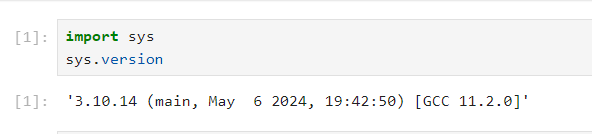 [1]: import sys
sys.version
[1]: '3.10.14 (main, May  6 2024, 19:42:50) [GCC 11.2.0]'